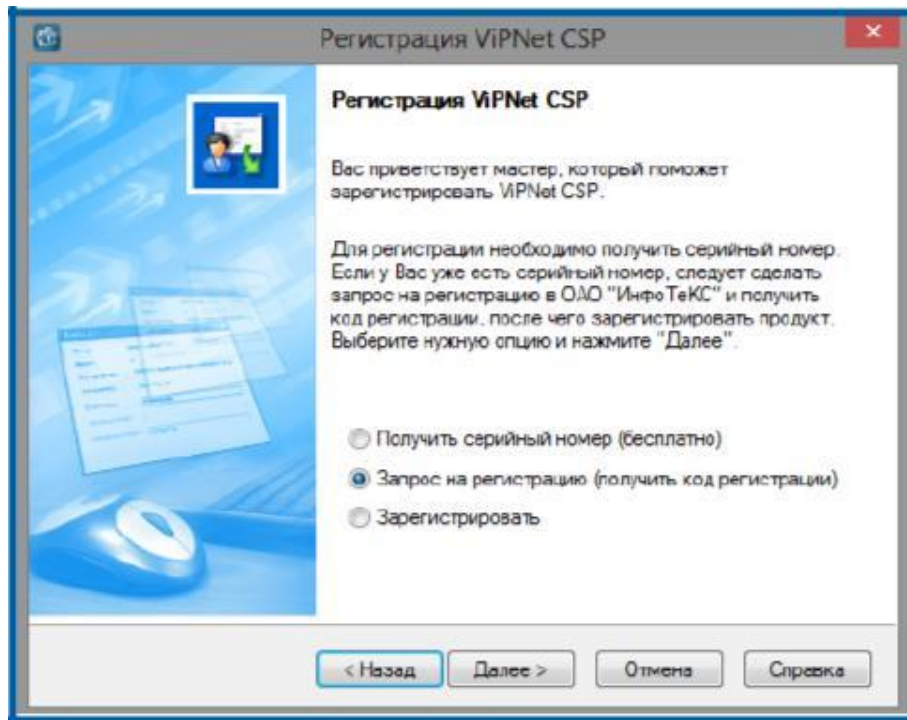 Регистрация ViPNet CSP
Регистрация ViPNet CSP
Вас приветствует мастер, который поможет
зарегистрировать ViPNet CSP.
Для регистрации необходимо получить серийный номер.
Если у Вас уже есть серийный номер, следует сделать
запрос на регистрацию в ОАО "ИнфоТеКС" и получить
код регистрации, после чего зарегистрировать продукт.
Выберите нужную опцию и нажмите "Далее".
Получить серийный номер (бесплатно)
Запрос на регистрацию (получить код регистрации)
Зарегистрировать
< Назад
Далее >
Отмена
Справка